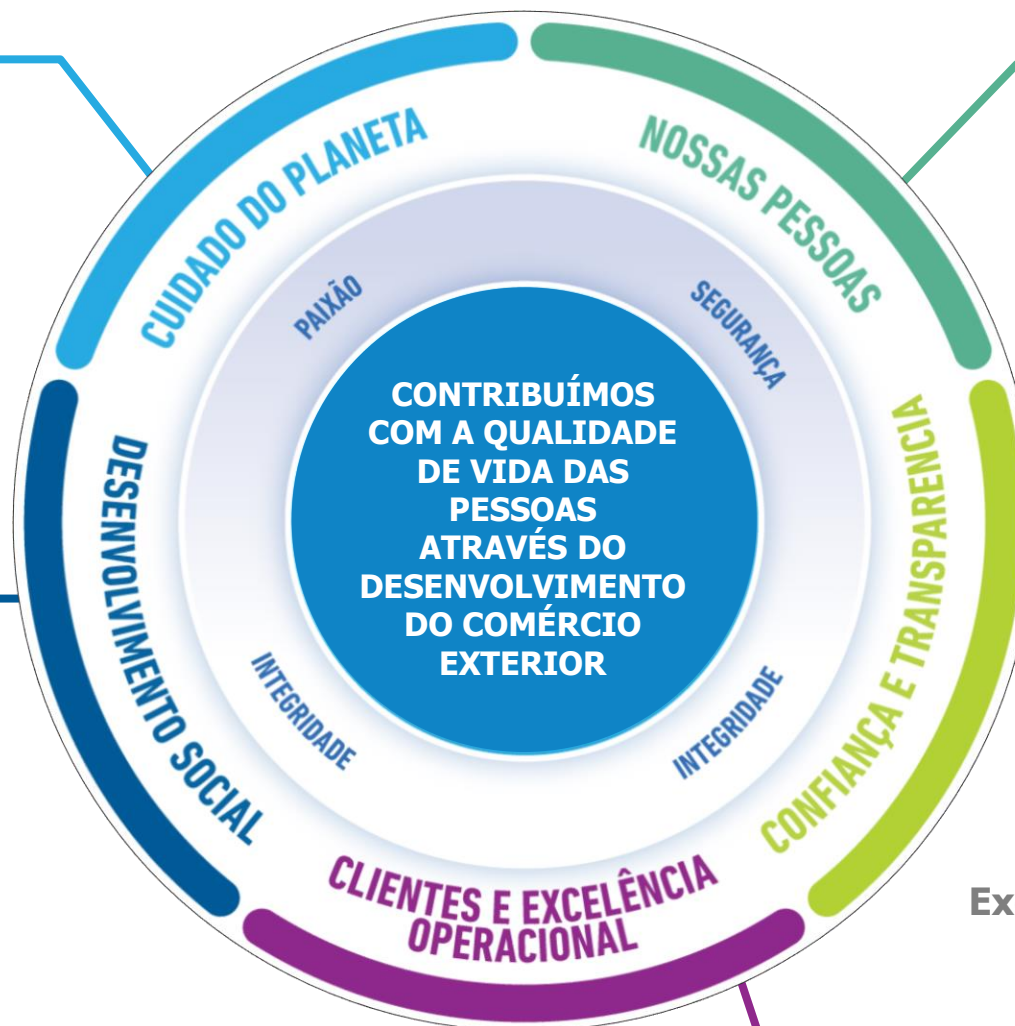 CUIDADO DO PLANETA
NOSSAS PESSOAS
PAIXÃO
SEGURANÇA
CONTRIBUÍMOS
COM A QUALIDADE
DE VIDA DAS
PESSOAS
ATRAVÉS DO
DESENVOLVIMENTO
DO COMÉRCIO
EXTERIOR
DESENVOLVIMENTO SOCIAL
CONFIANÇA E TRANSPARENCIA
INTEGRIDADE
INTEGRIDADE
CLIENTES E EXCELÊNCIA
OPERACIONAL
Ex